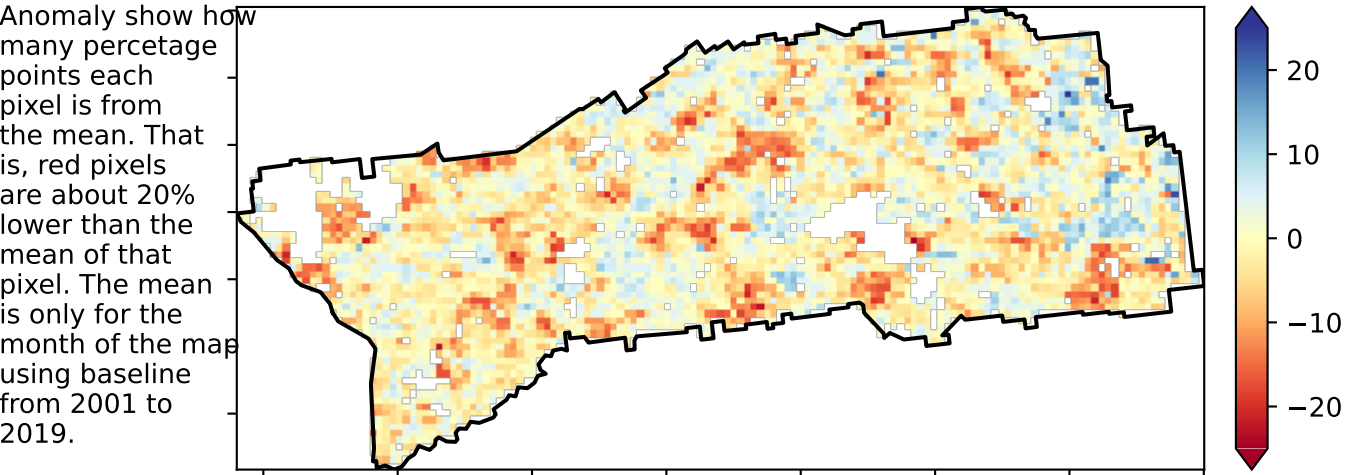 Anomaly show how
many percetage
points each
pixel is from
the mean. That
is, red pixels
are about 20%
lower than the
mean of that
pixel. The mean
is only for the
month of the map
using baseline
from 2001 to
2019.
20
10
0
−10
−20